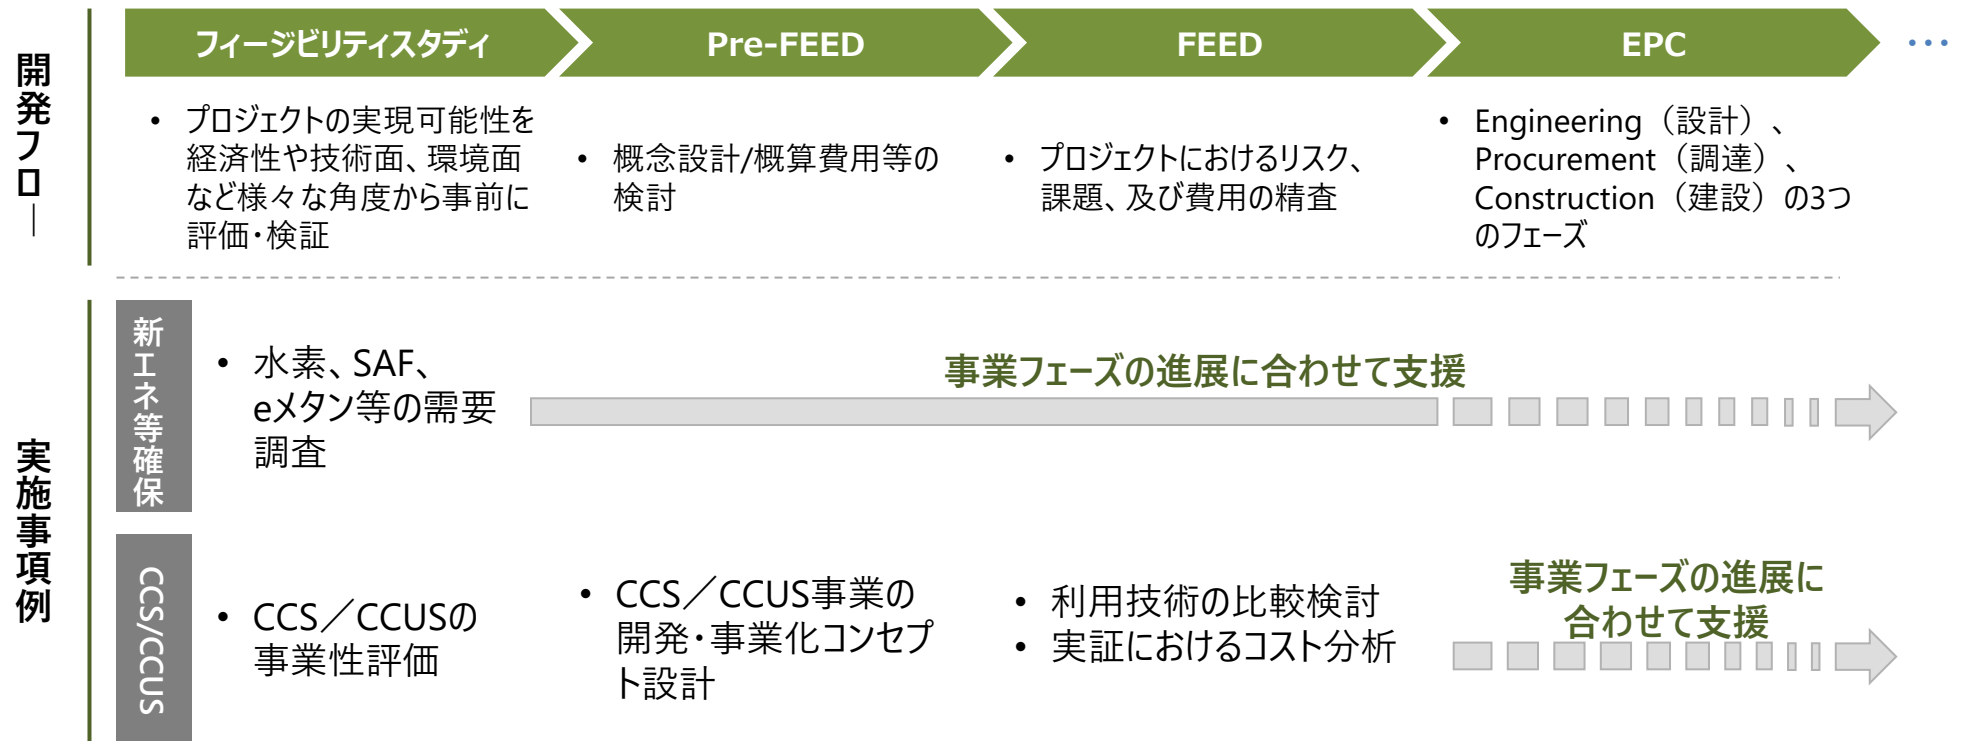 開発フロー
フィージビリティスタディ
Pre-FEED
FEED
EPC
・・・
• プロジェクトの実現可能性を
経済性や技術面、環境面
など様々な角度から事前に
評価・検証
• 概念設計/概算費用等の
検討
• プロジェクトにおけるリスク、
課題、及び費用の精査
• Engineering（設計）、
Procurement（調達）、
Construction（建設）の3つ
のフェーズ
実施事項例
新エネ等確保
• 水素、SAF、
eメタン等の需要
調査
事業フェーズの進展に合わせて支援
CCS/CCUS
• CCS／CCUSの
事業性評価
• CCS／CCUS事業の
開発・事業化コンセプ
ト設計
• 利用技術の比較検討
• 実証におけるコスト分析
事業フェーズの進展に
合わせて支援